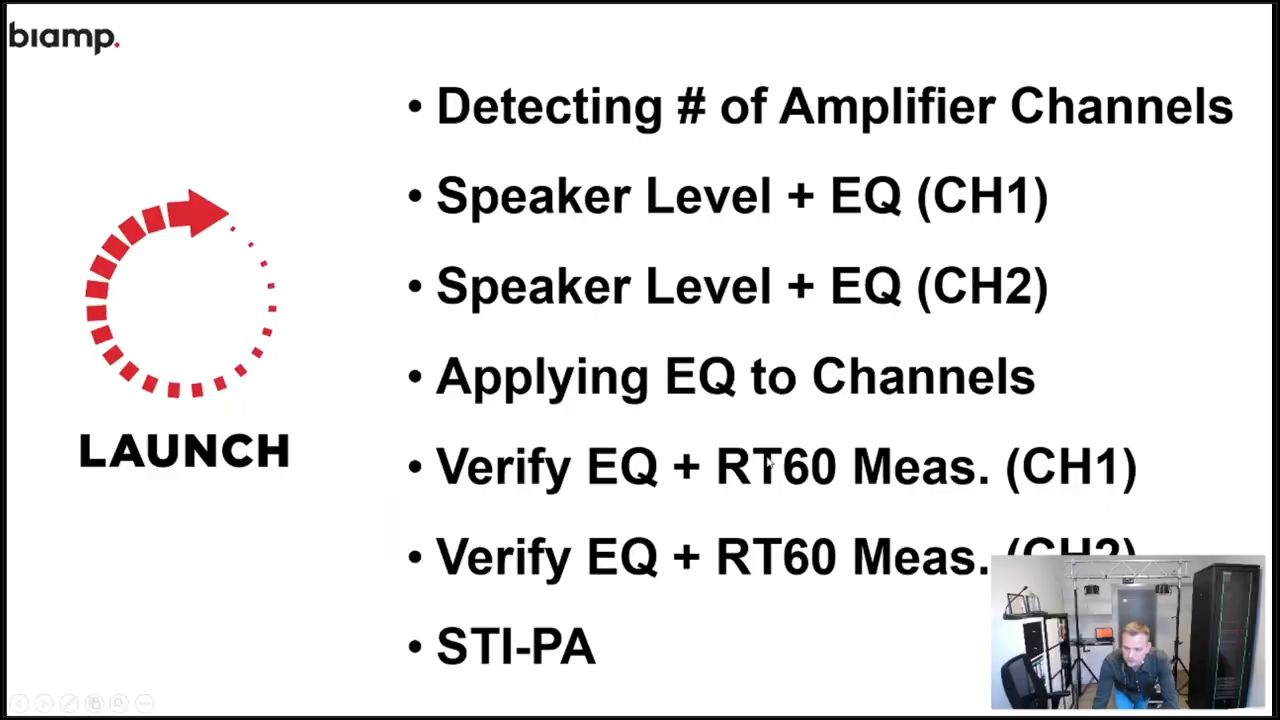 biamp.
• Detecting # of Amplifier Channels
• Speaker Level + EQ (CH1)
• Speaker Level + EQ (CH2)
• Applying EQ to Channels
• Verify EQ + RT60 Meas. (CH1)
• Verify EQ + RT60 Meas. (CH2)
• STI-PA
LAUNCH